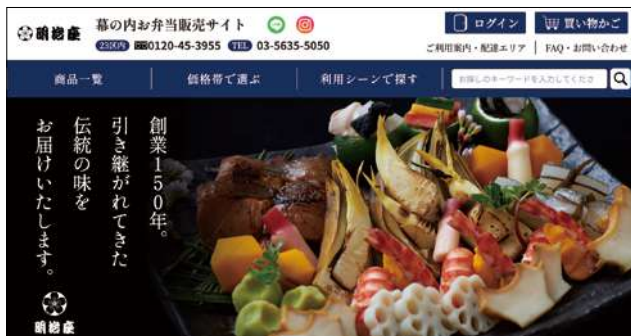 明治座
幕の内お弁当販売サイト
23区内 0120-45-3955 TEL 03-5635-5050
ログイン
買い物かご
ご利用案内・配達エリア
FAQ・お問い合わせ
商品一覧
価格帯で選ぶ
利用シーンで探す
お探しのキーワードを入力してくださ
創業150年。
引き継がれてきた
伝統の味を
お届けいたします。
明治座